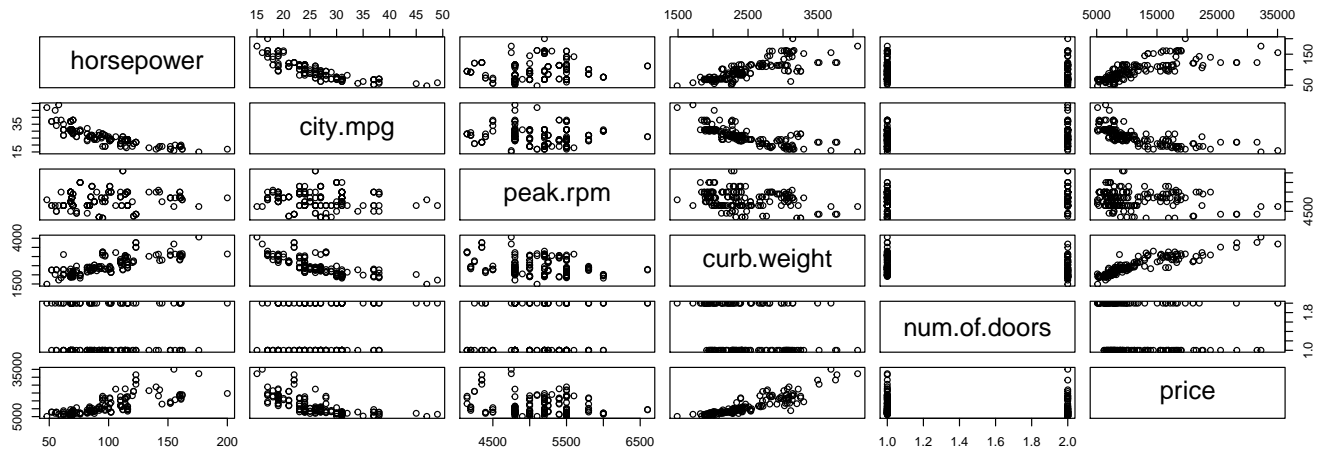 15 20 25 30 35 40 45 50 1500 2500 3500 5000 15000 25000 35000
horsepower 50 150
15 35 city.mpg
peak.rpm 4500
1500 4000 curb.weight
num.of.doors 1.0 1.8
5000 35000 price
50 100 150 200 4500 5500 6500 1.0 1.2 1.4 1.6 1.8 2.0